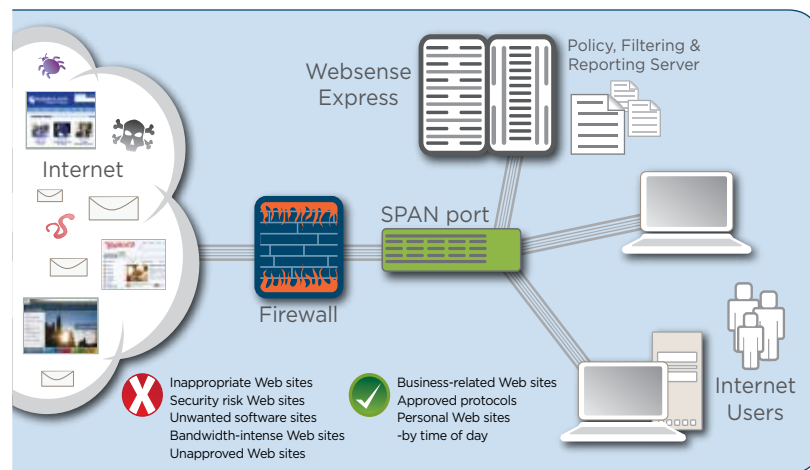 Websense
Express
Policy, Filtering &
Reporting Server
Internet
SPAN port
Firewall
Internet
Users
Inappropriate Web sites
Security risk Web sites
Unwanted software sites
Bandwidth-intense Web sites
Unapproved Web sites
Business-related Web sites
Approved protocols
Personal Web sites
-by time of day